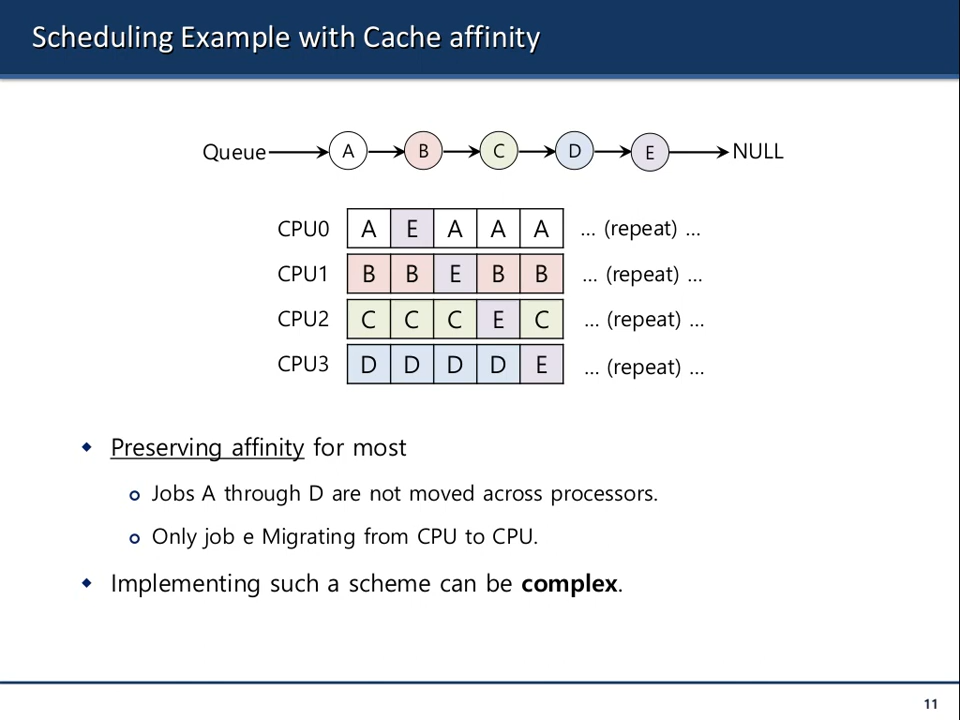 Scheduling Example with Cache affinity
Queue A B C D E NULL
CPU0 A E A A A ... (repeat) ...
CPU1 B B E B B ... (repeat) ...
CPU2 C C C E C ... (repeat) ...
CPU3 D D D D E ... (repeat) ...
Preserving affinity for most
Jobs A through D are not moved across processors.
Only job e Migrating from CPU to CPU.
Implementing such a scheme can be complex.
11